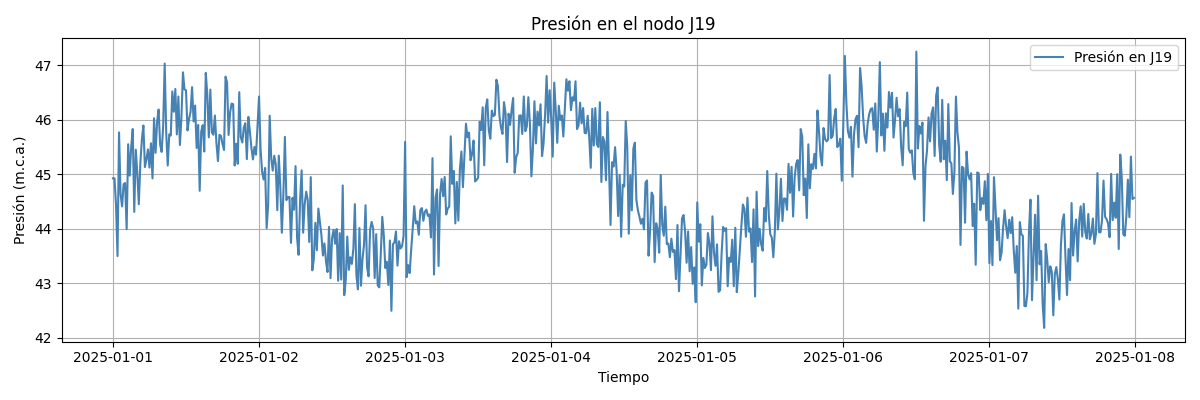 Presión en el nodo J19
Presión en J19
Presión (m.c.a.)
47
46
45
44
43
42
2025-01-01 2025-01-02 2025-01-03 2025-01-04 2025-01-05 2025-01-06 2025-01-07 2025-01-08
Tiempo